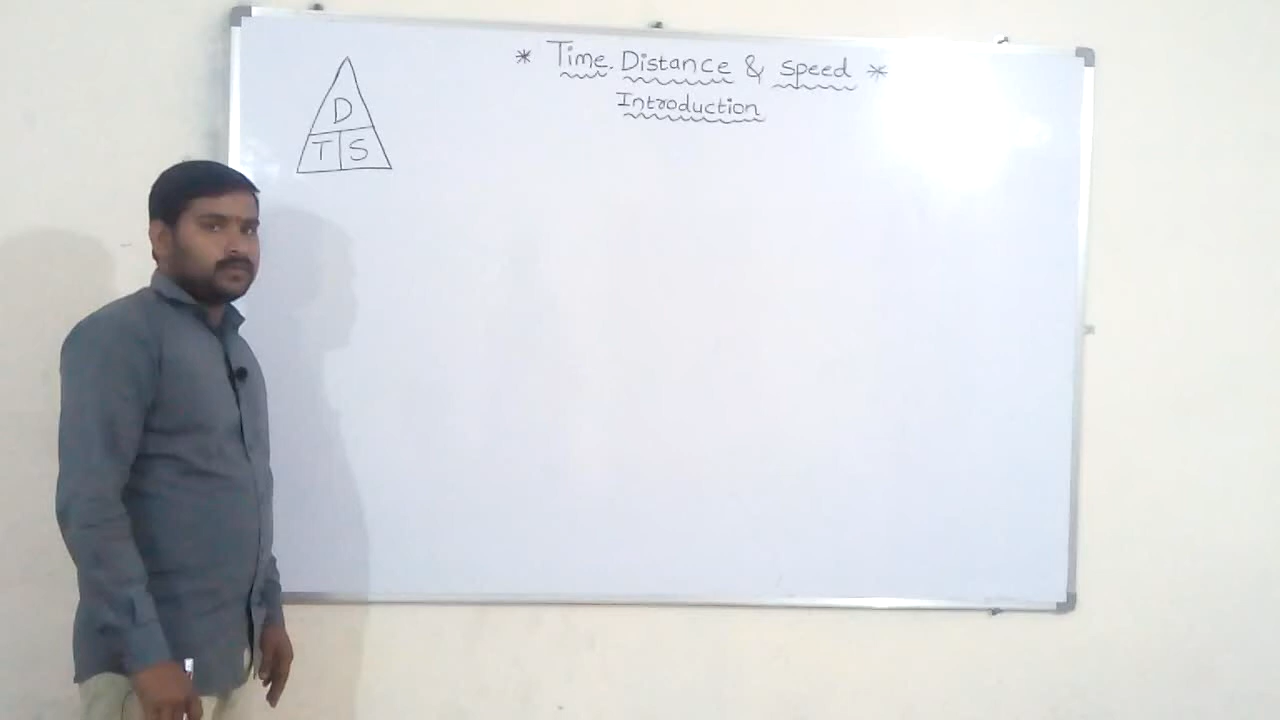 * Time. Distance & Speed *
Introduction
D
T S